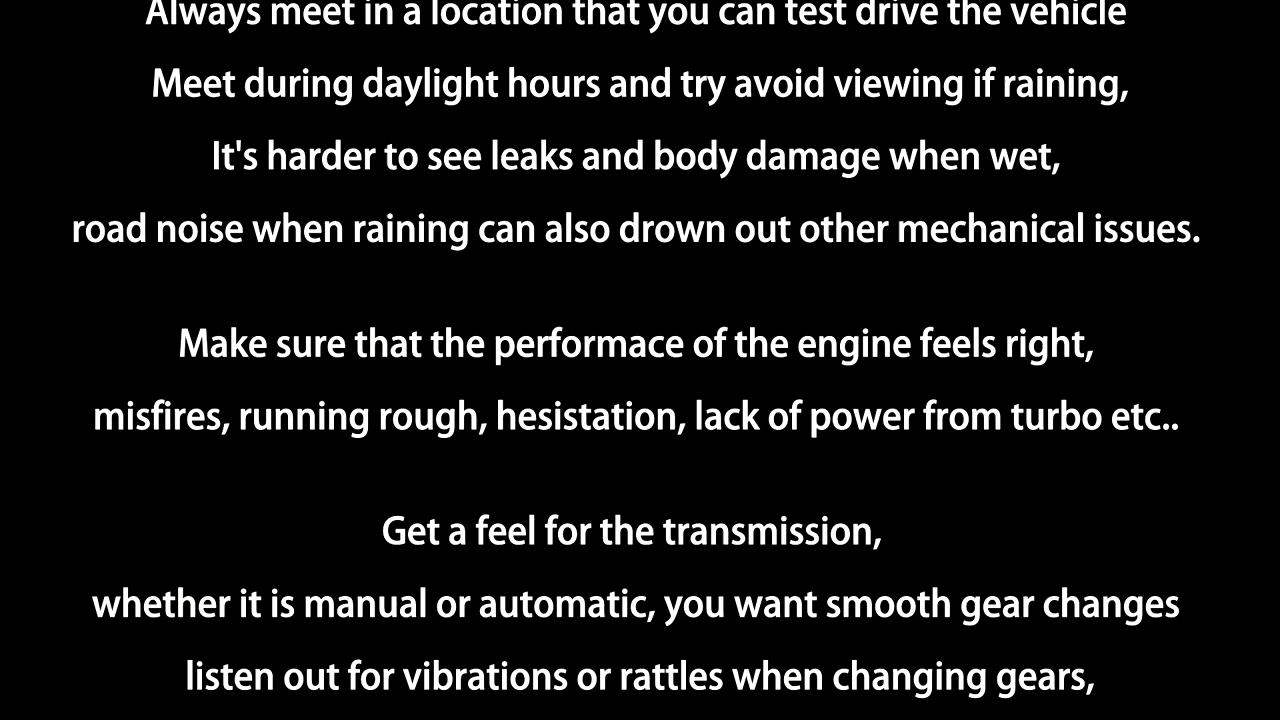 Always meet in a location that you can test drive the vehicle
Meet during daylight hours and try avoid viewing if raining,
It's harder to see leaks and body damage when wet,
road noise when raining can also drown out other mechanical issues.
Make sure that the performace of the engine feels right,
misfires, running rough, hesistation, lack of power from turbo etc..
Get a feel for the transmission,
whether it is manual or automatic, you want smooth gear changes
listen out for vibrations or rattles when changing gears,